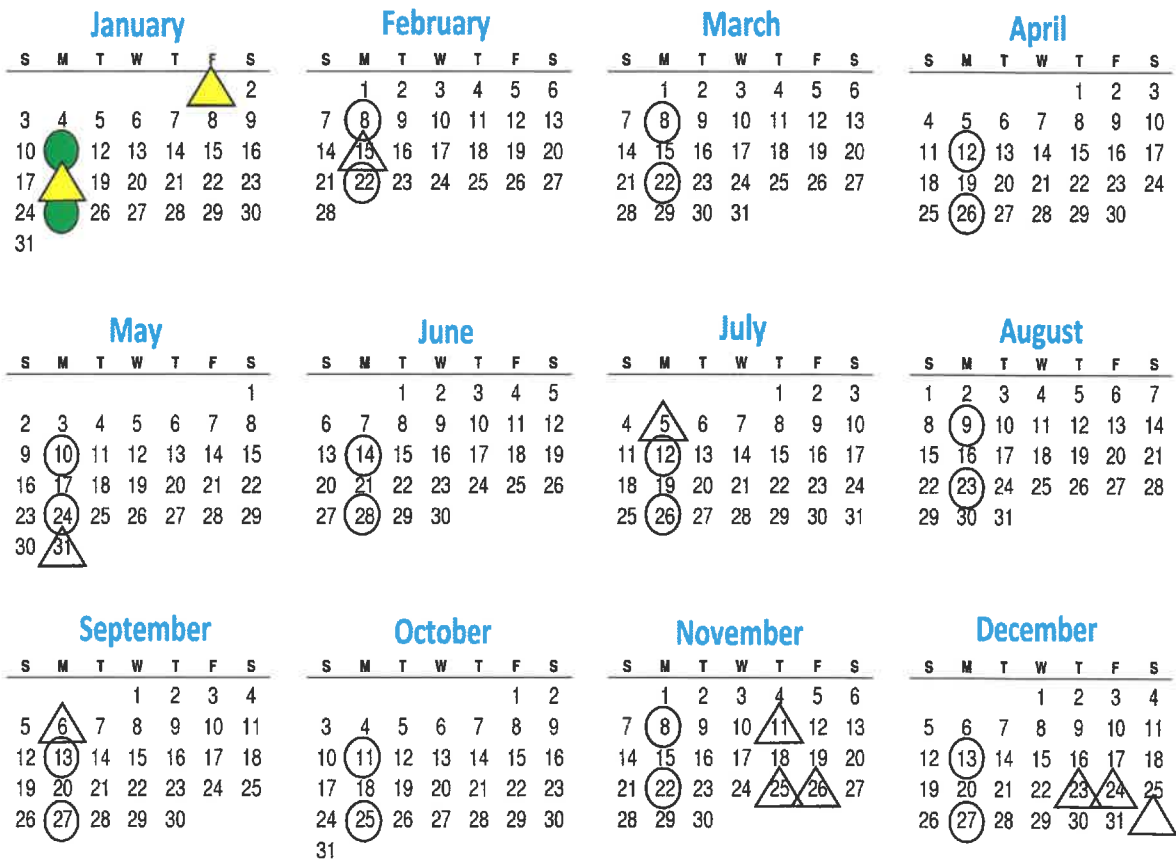 January
S M T W T F S
2
3 4 5 6 7 8 9
10 12 13 14 15 16
17 19 20 21 22 23
24 26 27 28 29 30
31
February
S M T W T F S
1 2 3 4 5 6
7 8 9 10 11 12 13
14 15 16 17 18 19 20
21 22 23 24 25 26 27
28
March
S M T W T F S
1 2 3 4 5 6
7 8 9 10 11 12 13
14 15 16 17 18 19 20
21 22 23 24 25 26 27
28 29 30 31
April
S M T W T F S
1 2 3
4 5 6 7 8 9 10
11 12 13 14 15 16 17
18 19 20 21 22 23 24
25 26 27 28 29 30
May
S M T W T F S
1
2 3 4 5 6 7 8
9 10 11 12 13 14 15
16 17 18 19 20 21 22
23 24 25 26 27 28 29
30 31
June
S M T W T F S
1 2 3 4 5
6 7 8 9 10 11 12
13 14 15 16 17 18 19
20 21 22 23 24 25 26
27 28 29 30
July
S M T W T F S
1 2 3
4 5 6 7 8 9 10
11 12 13 14 15 16 17
18 19 20 21 22 23 24
25 26 27 28 29 30 31
August
S M T W T F S
1 2 3 4 5 6 7
8 9 10 11 12 13 14
15 16 17 18 19 20 21
22 23 24 25 26 27 28
29 30 31
September
S M T W T F S
1 2 3 4
5 6 7 8 9 10 11
12 13 14 15 16 17 18
19 20 21 22 23 24 25
26 27 28 29 30
October
S M T W T F S
1 2
3 4 5 6 7 8 9
10 11 12 13 14 15 16
17 18 19 20 21 22 23
24 25 26 27 28 29 30
31
November
S M T W T F S
1 2 3 4 5 6
7 8 9 10 11 12 13
14 15 16 17 18 19 20
21 22 23 24 25 26 27
28 29 30
December
S M T W T F S
1 2 3 4
5 6 7 8 9 10 11
12 13 14 15 16 17 18
19 20 21 22 23 24 25
26 27 28 29 30 31